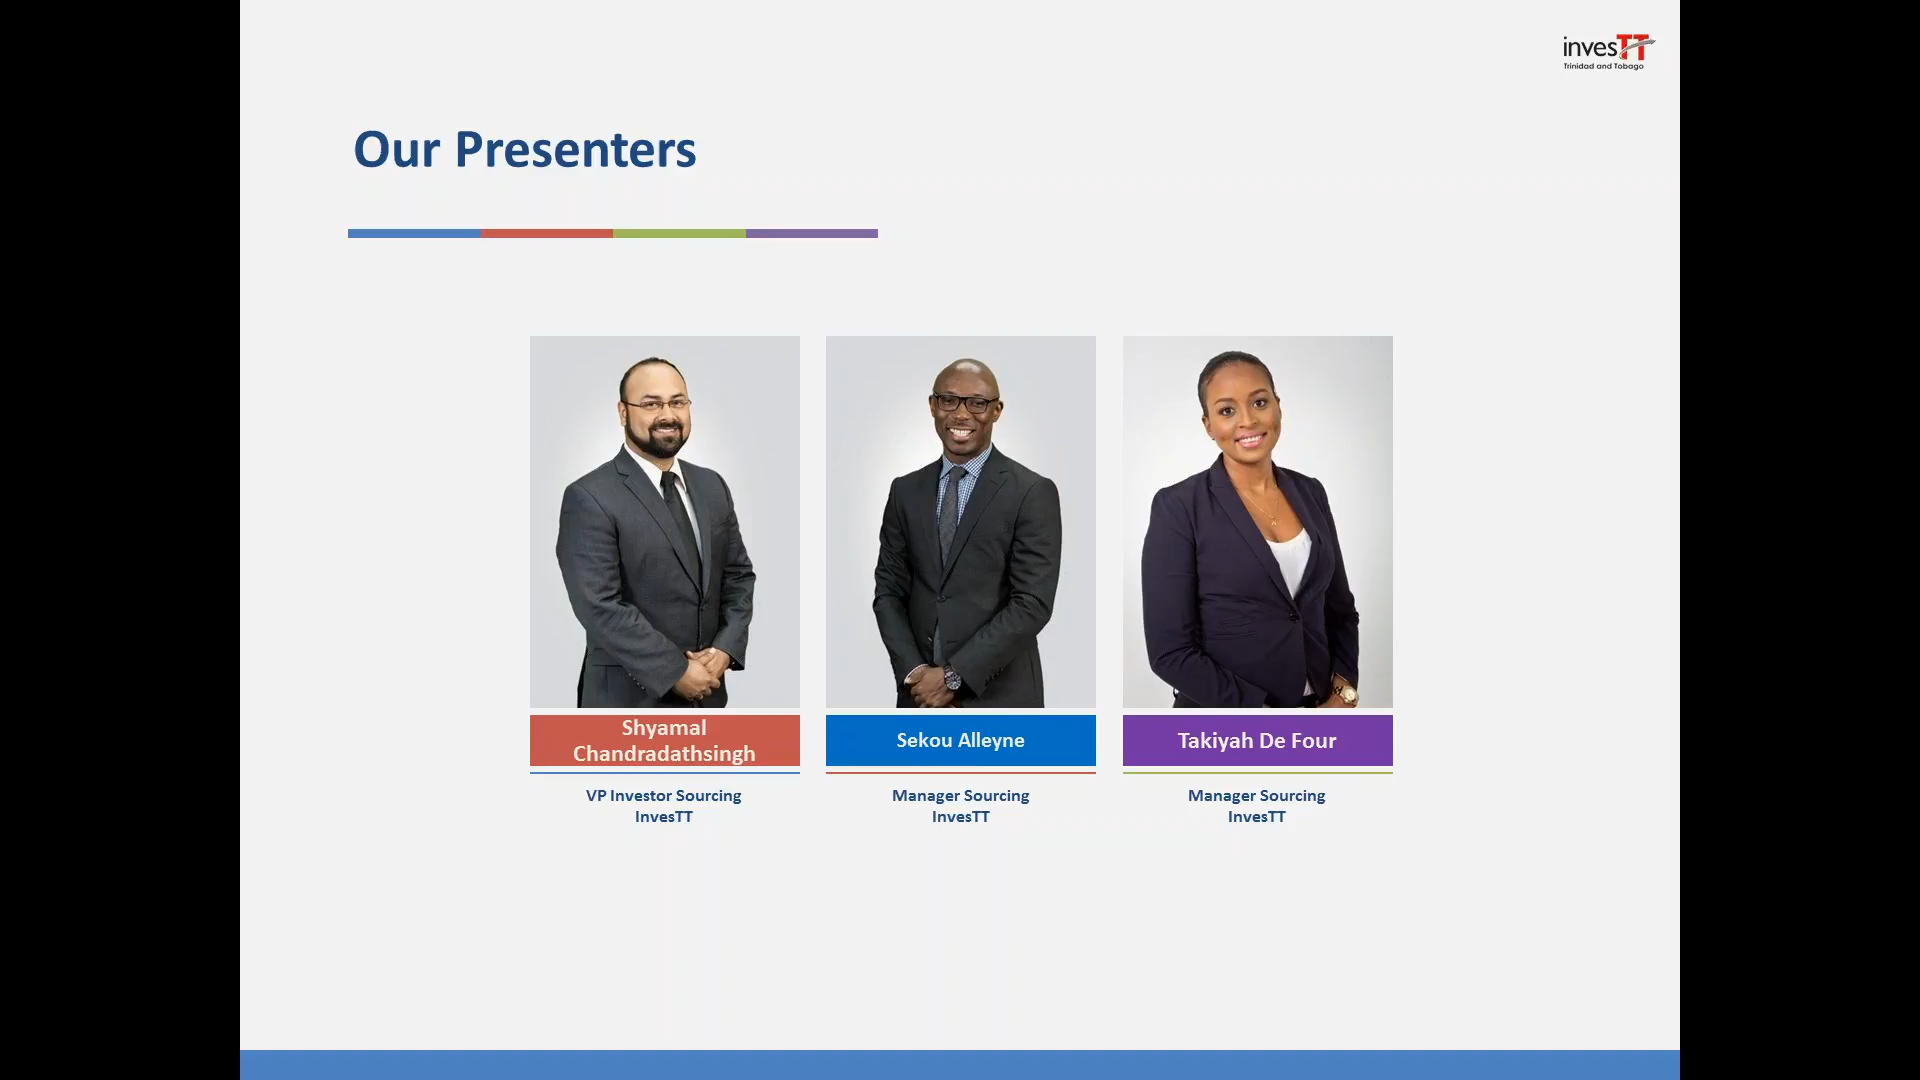 invesTT
Trinidad and Tobago
Our Presenters
Shyamal
Chandradathsingh
VP Investor Sourcing
InvesTT
Sekou Alleyne
Manager Sourcing
InvesTT
Takiyah De Four
Manager Sourcing
InvesTT